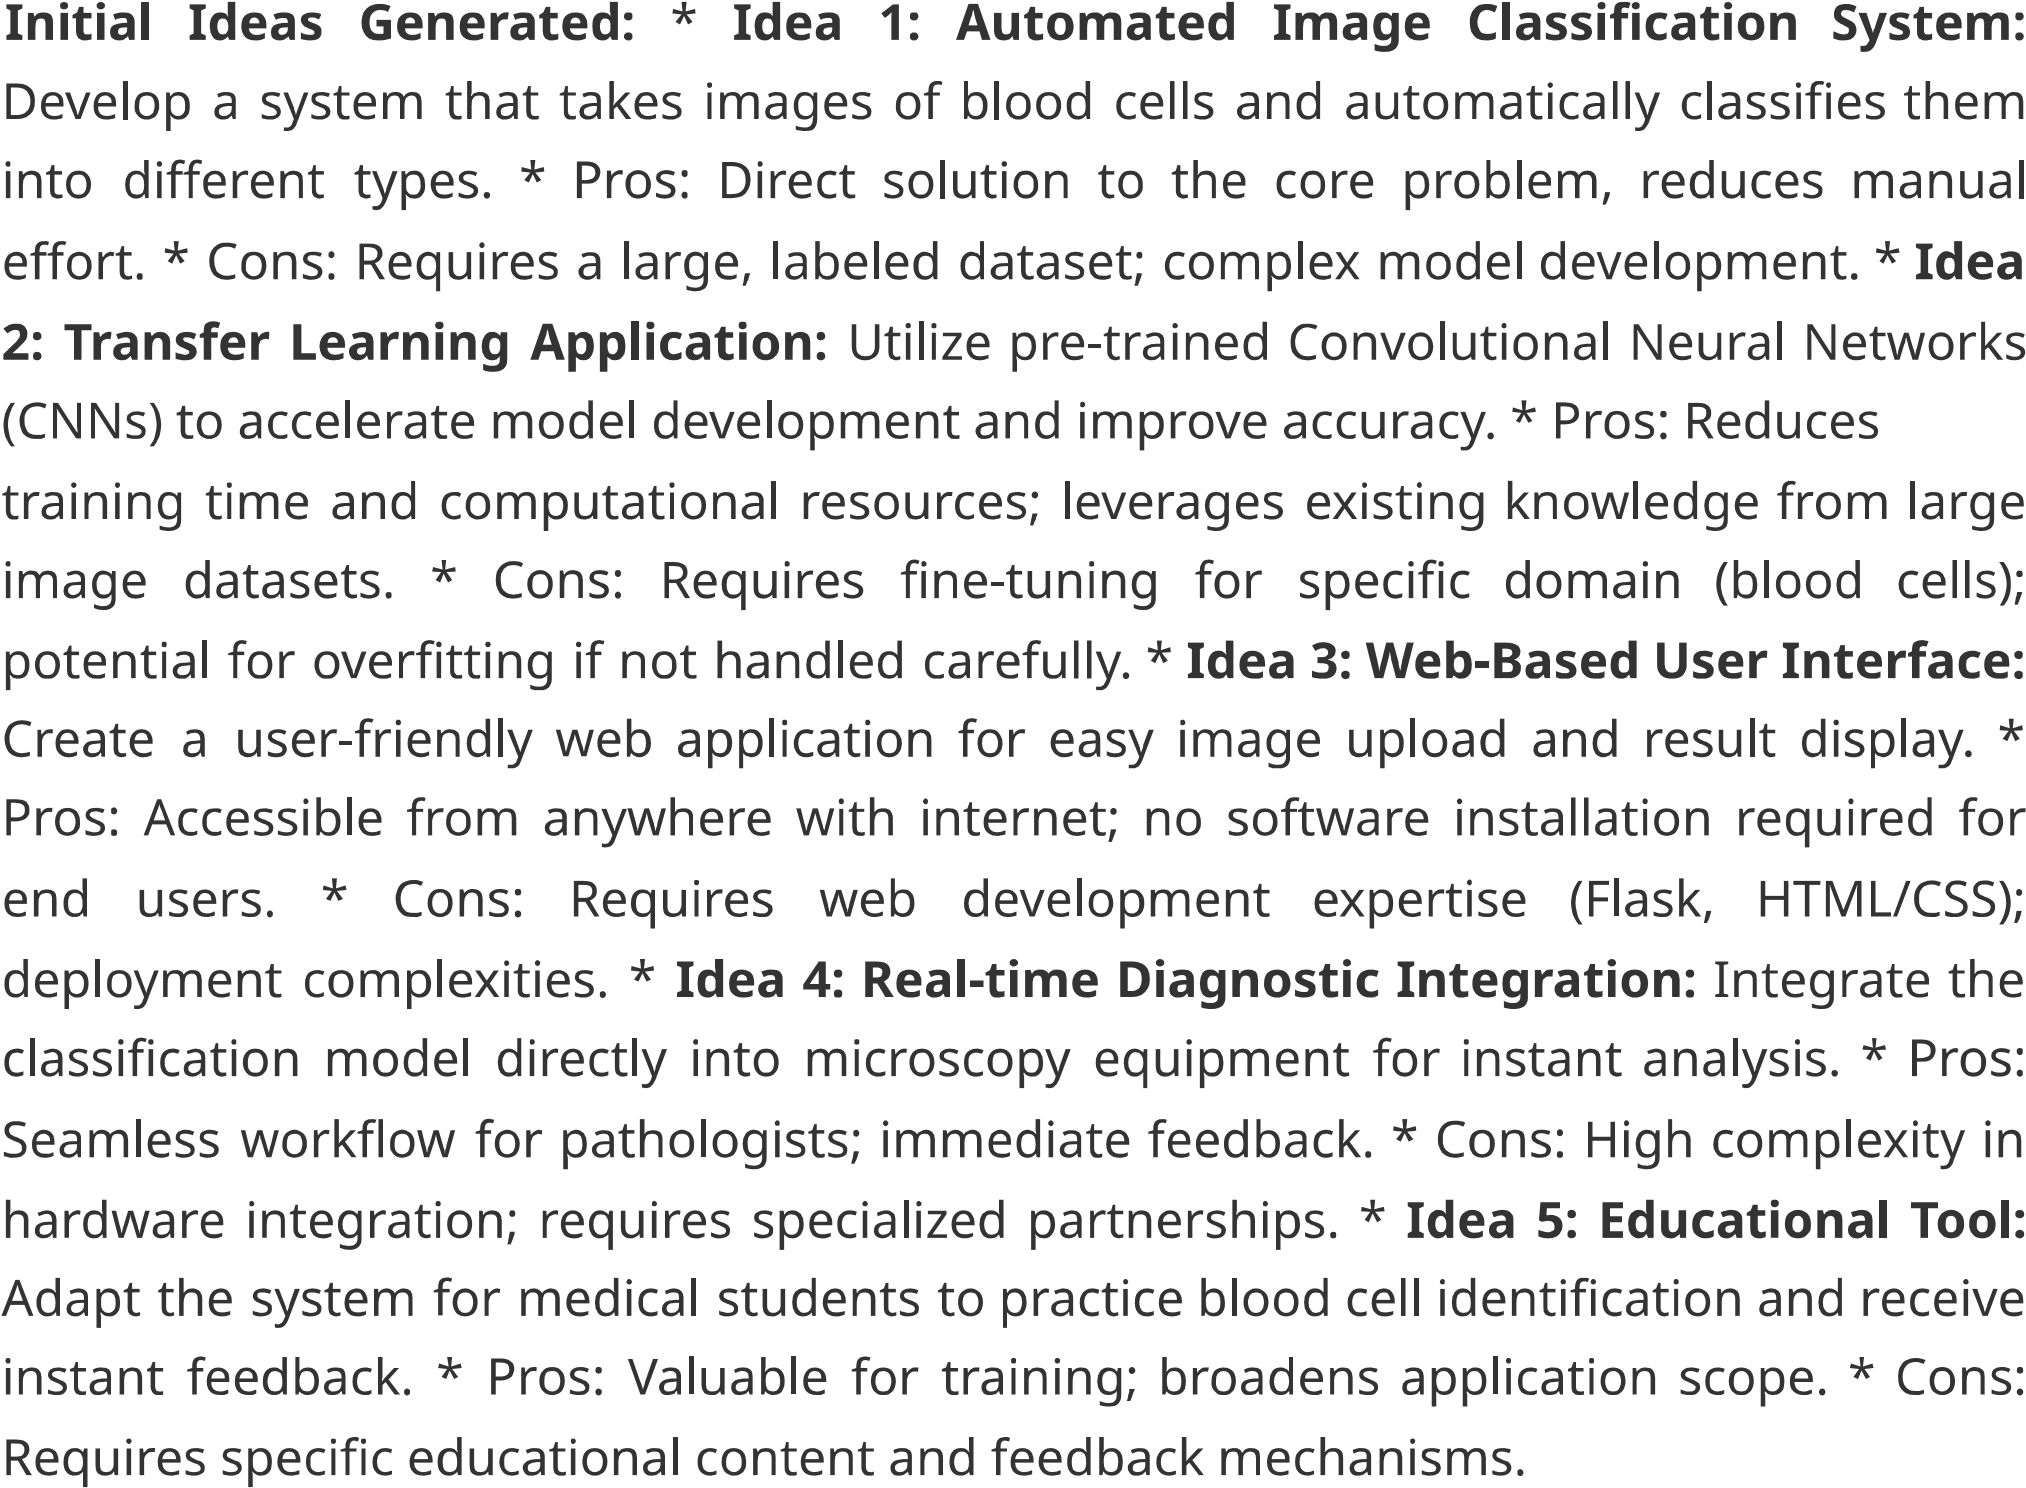 Initial Ideas Generated: * Idea 1: Automated Image Classification System:
Develop a system that takes images of blood cells and automatically classifies them
into different types. * Pros: Direct solution to the core problem, reduces manual
effort. * Cons: Requires a large, labeled dataset; complex model development. * Idea
2: Transfer Learning Application: Utilize pre-trained Convolutional Neural Networks
(CNNs) to accelerate model development and improve accuracy. * Pros: Reduces
training time and computational resources; leverages existing knowledge from large
image datasets. * Cons: Requires fine-tuning for specific domain (blood cells);
potential for overfitting if not handled carefully. * Idea 3: Web-Based User Interface:
Create a user-friendly web application for easy image upload and result display. *
Pros: Accessible from anywhere with internet; no software installation required for
end users. * Cons: Requires web development expertise (Flask, HTML/CSS);
deployment complexities. * Idea 4: Real-time Diagnostic Integration: Integrate the
classification model directly into microscopy equipment for instant analysis. * Pros:
Seamless workflow for pathologists; immediate feedback. * Cons: High complexity in
hardware integration; requires specialized partnerships. * Idea 5: Educational Tool:
Adapt the system for medical students to practice blood cell identification and receive
instant feedback. * Pros: Valuable for training; broadens application scope. * Cons:
Requires specific educational content and feedback mechanisms.